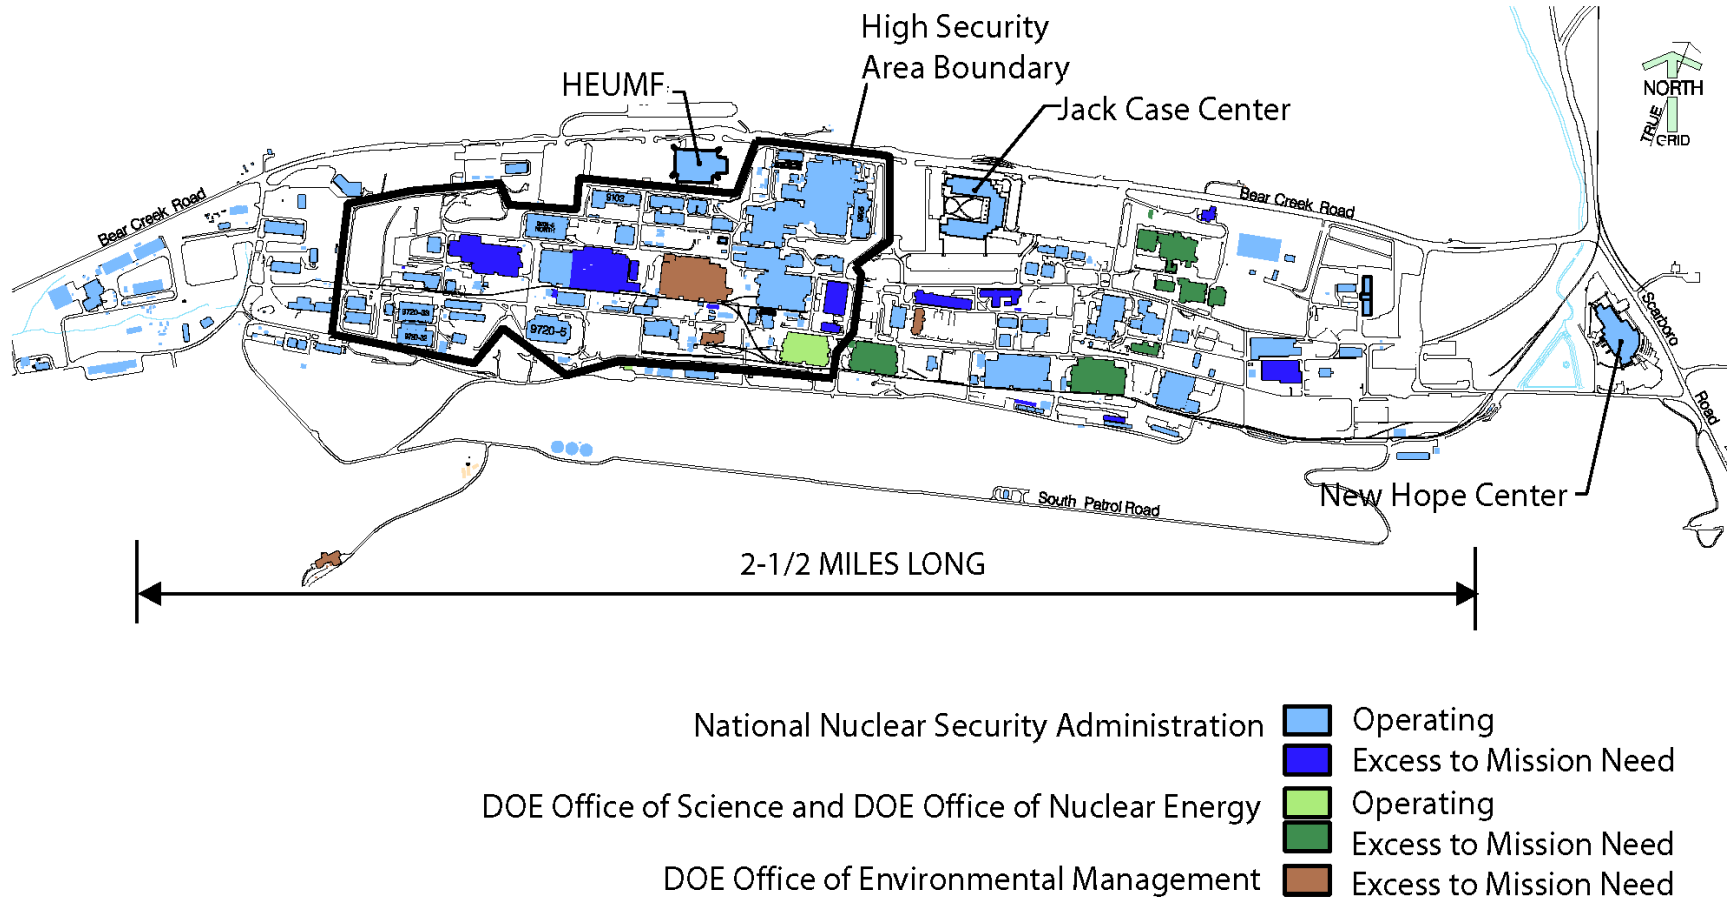 High Security
Area Boundary
HEUMF
Jack Case Center
NORTH
TRUE
GRID
Bear Creek Road
Bear Creek Road
9103
NORTH
9720-5
Scarboro
Road
New Hope Center
South Patrol Road
2-1/2 MILES LONG
National Nuclear Security Administration
Operating
Excess to Mission Need
DOE Office of Science and DOE Office of Nuclear Energy
Operating
Excess to Mission Need
DOE Office of Environmental Management
Excess to Mission Need